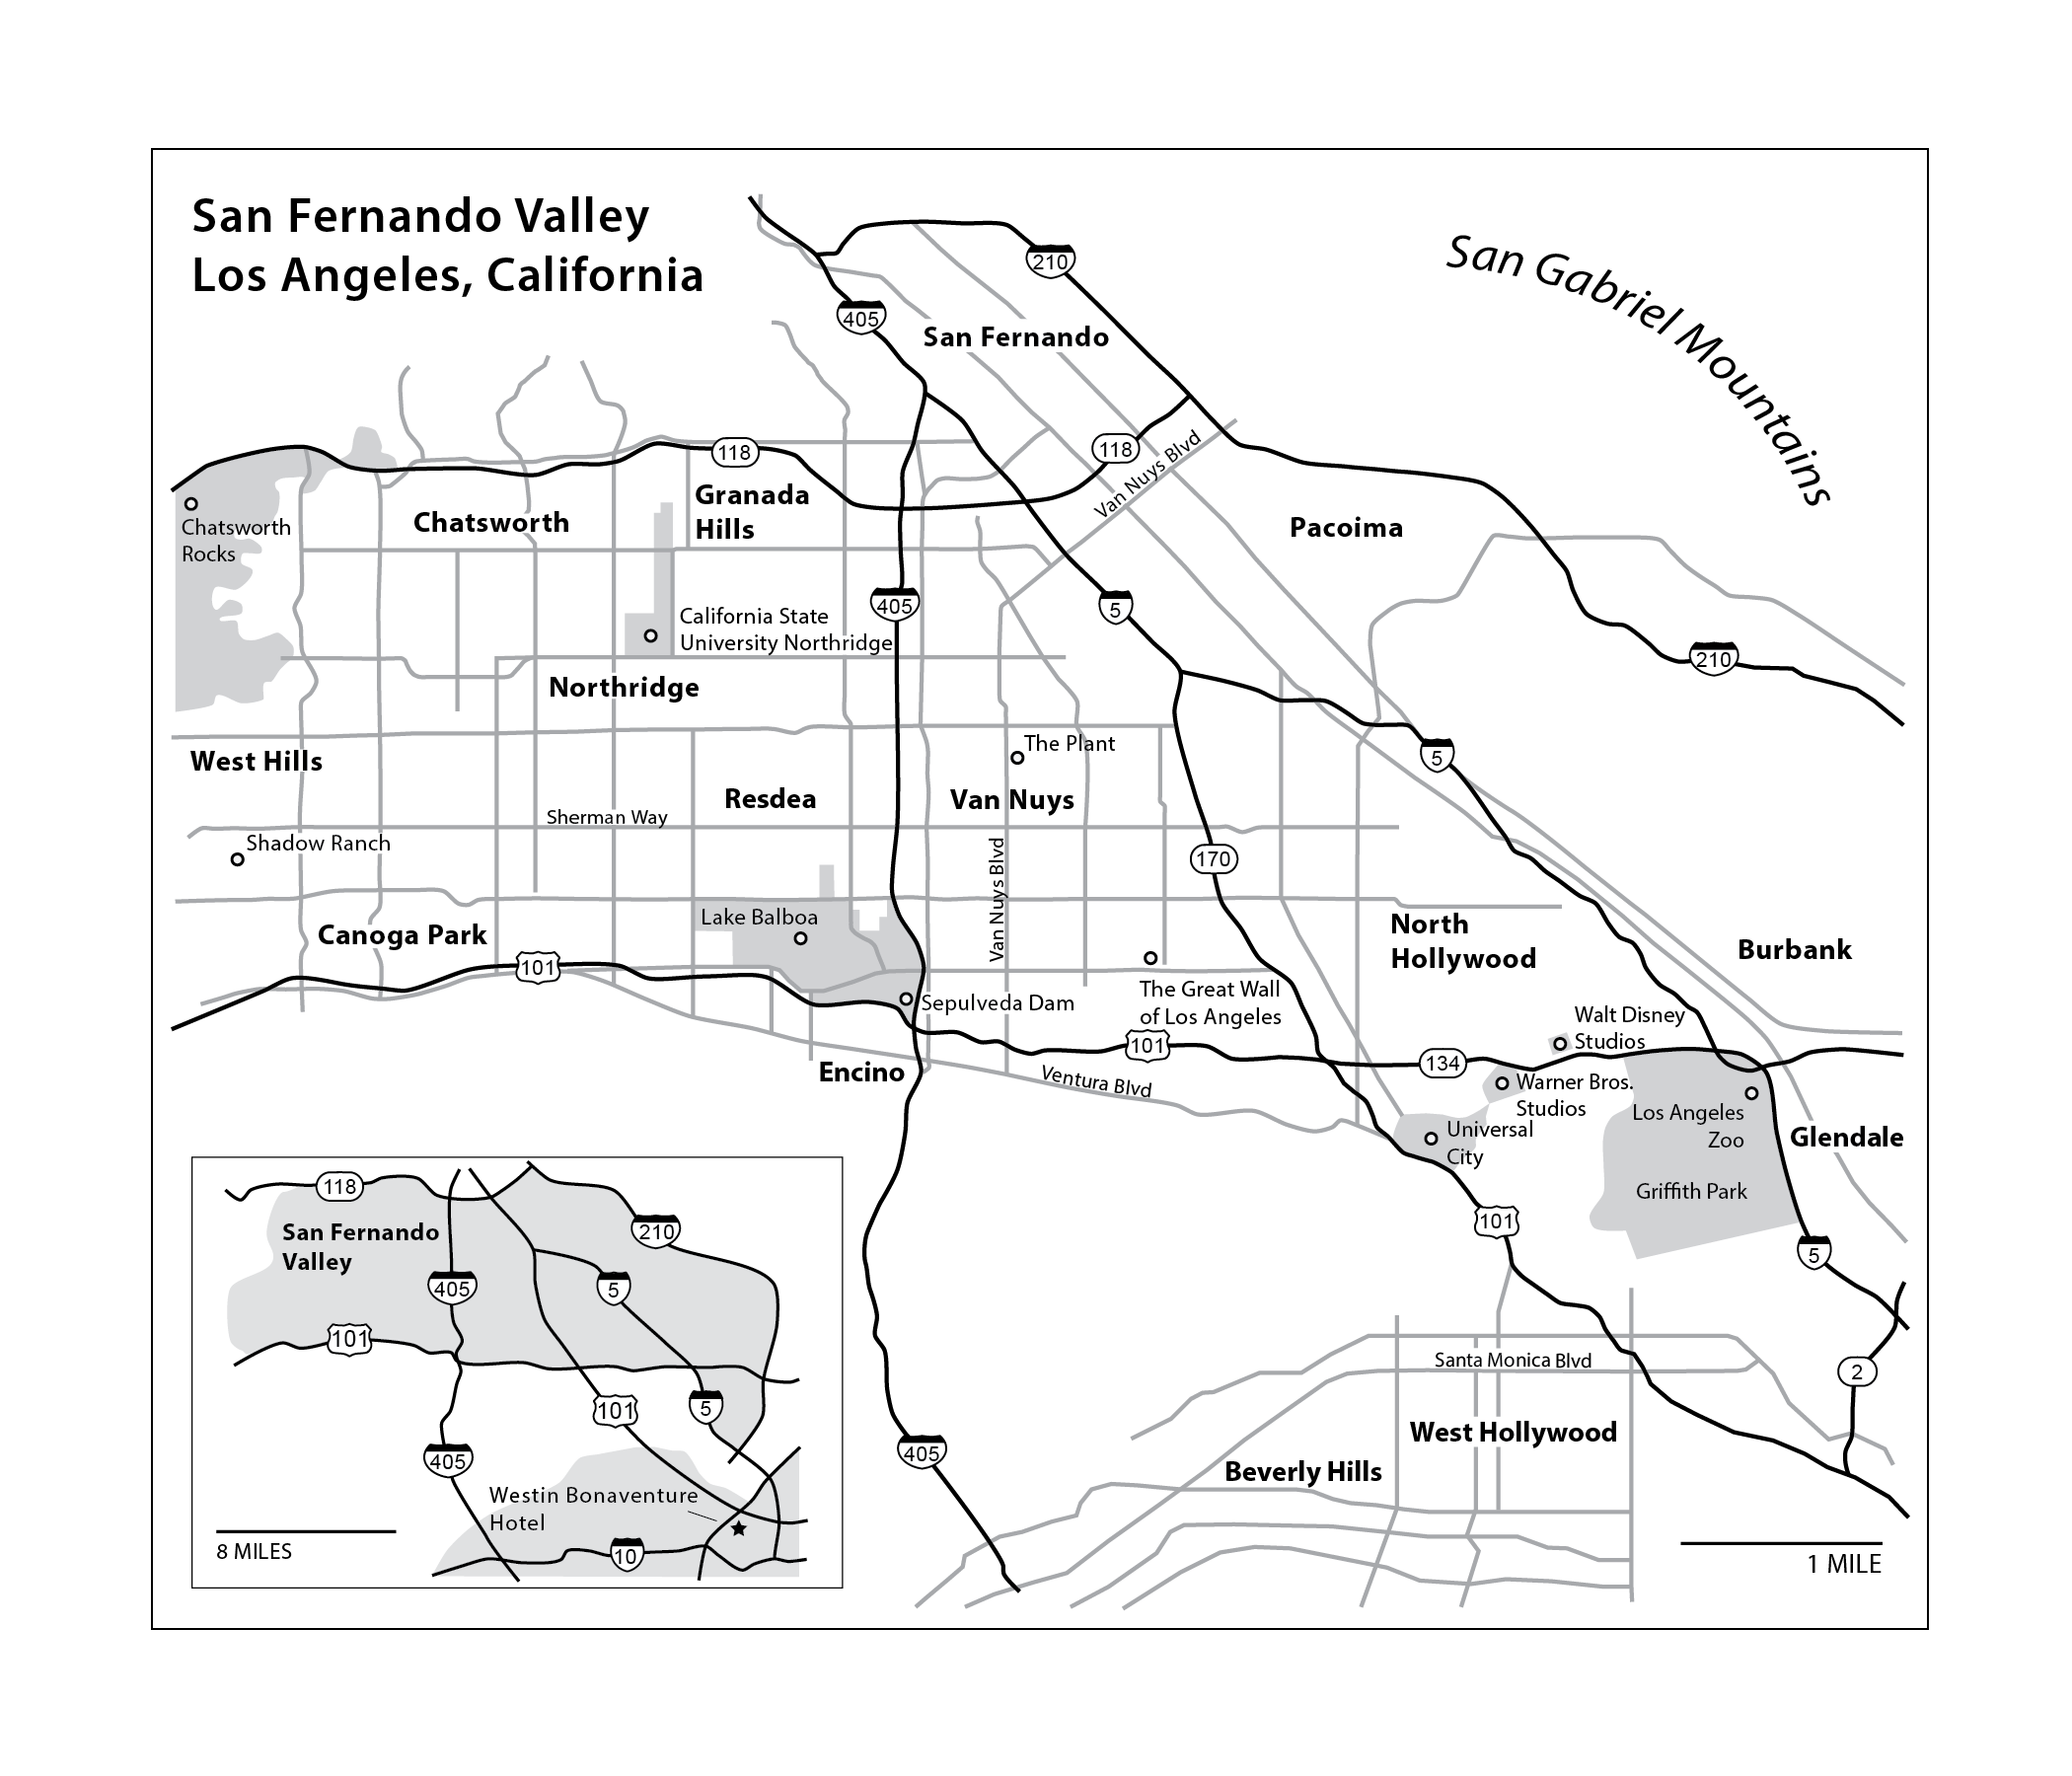 San Fernando Valley
Los Angeles, California
San Gabriel Mountains
210
405
San Fernando
118
118
Van Nuys Blvd
Granada
Hills
Chatsworth
Chatsworth
Rocks
Pacoima
405
5
California State
University Northridge
210
Northridge
The Plant
5
West Hills
Resdea
Van Nuys
Sherman Way
Shadow Ranch
170
Van Nuys Blvd
Lake Balboa
Canoga Park
North
Hollywood
Burbank
101
Sepulveda Dam
The Great Wall
of Los Angeles
Walt Disney
Studios
101
134
Encino
Ventura Blvd
Warner Bros.
Studios
Los Angeles
Zoo
Universal
City
Glendale
Griffith Park
101
5
Santa Monica Blvd
2
West Hollywood
Beverly Hills
405
1 MILE
118
San Fernando
Valley
210
405
5
101
101
5
405
Westin Bonaventure
Hotel
10
8 MILES